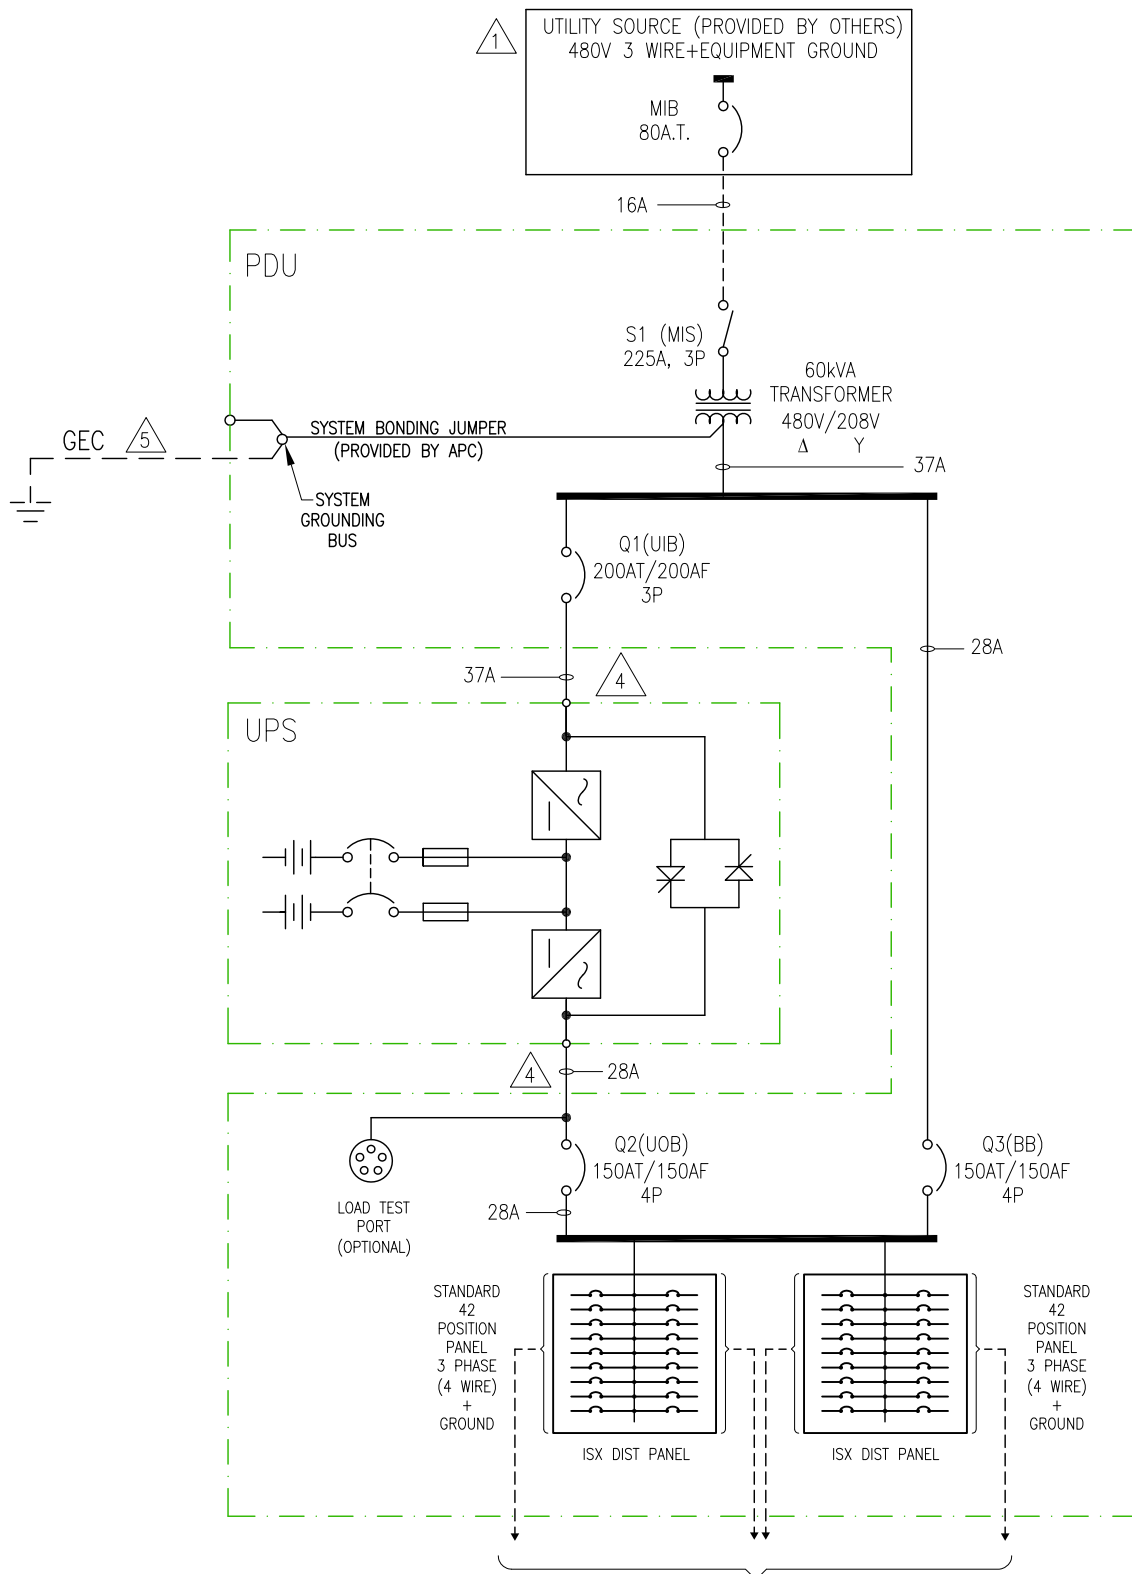 1
UTILITY SOURCE (PROVIDED BY OTHERS)
480V 3 WIRE+EQUIPMENT GROUND
MIB
80A.T.
16A
PDU
S1 (MIS)
225A, 3P
60kVA
TRANSFORMER
480V/208V
Δ Y
GEC
5
SYSTEM BONDING JUMPER
(PROVIDED BY APC)
37A
SYSTEM
GROUNDING
BUS
Q1(UIB)
200AT/200AF
3P
28A
37A
4
UPS
4
28A
Q2(UOB)
150AT/150AF
4P
Q3(BB)
150AT/150AF
4P
LOAD TEST
PORT
(OPTIONAL)
28A
STANDARD
42
POSITION
PANEL
3 PHASE
(4 WIRE)
+
GROUND
STANDARD
42
POSITION
PANEL
3 PHASE
(4 WIRE)
+
GROUND
ISX DIST PANEL
ISX DIST PANEL